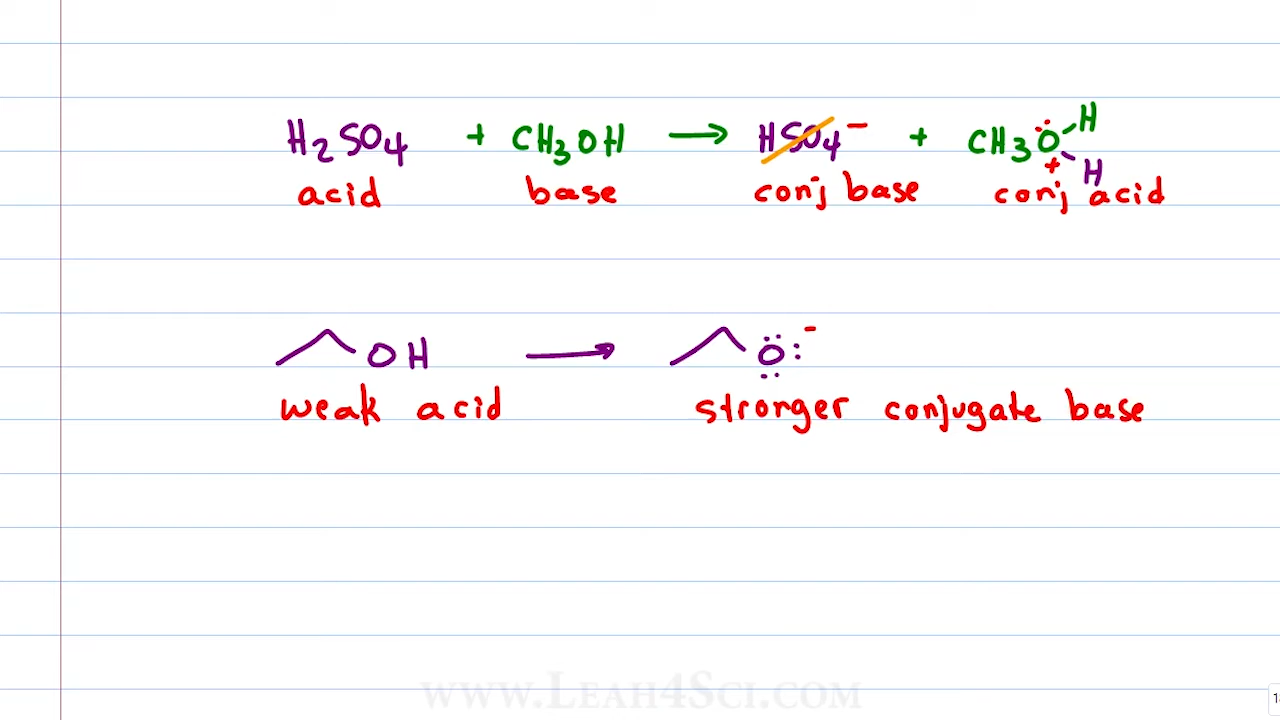 H₂SO₄ + CH₃OH → HSO₄⁻ + CH₃O H + H
acid base conj base conj acid
OH → O:⁻
weak acid stronger conjugate base
www.Leah4Sci.com